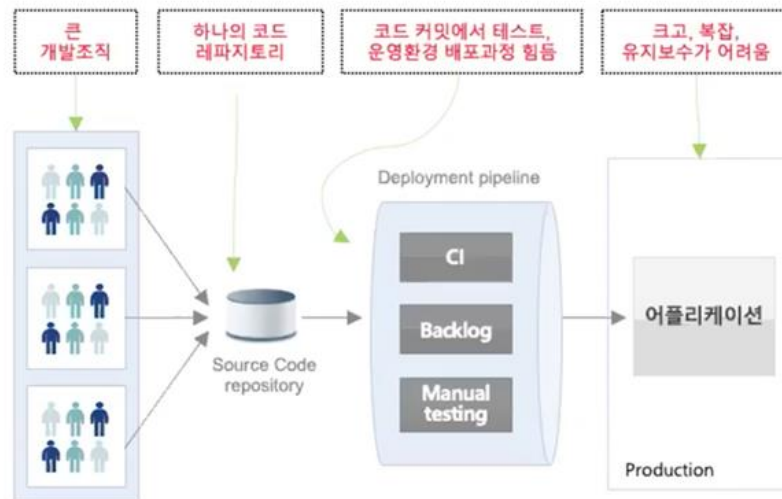 큰
개발조직
하나의 코드
레파지토리
코드 커밋에서 테스트,
운영환경 배포과정 힘듬
크고, 복잡,
유지보수가 어려움
Deployment pipeline
CI
Backlog
Manual
testing
Source Code
repository
어플리케이션
Production